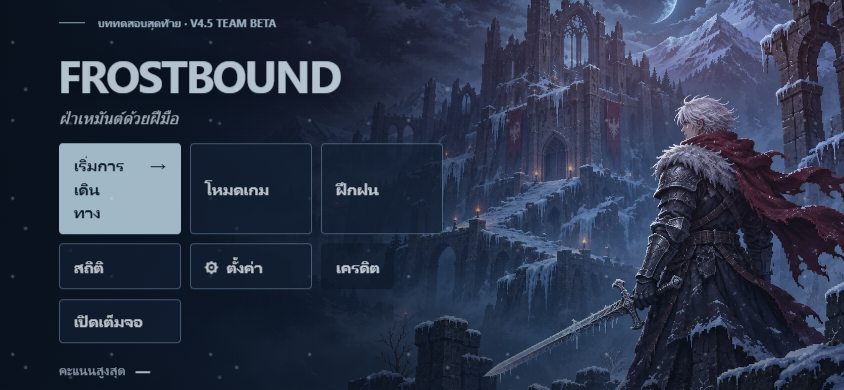 บททดสอบสุดท้าย · V4.5 TEAM BETA
FROSTBOUND
ฝ่าเหมันต์ด้วยฝีมือ
เริ่มการ →
เดิน
ทาง
โหมดเกม
ฝึกฝน
สถิติ
ตั้งค่า
เครดิต
เปิดเต็มจอ
คะแนนสูงสุด —